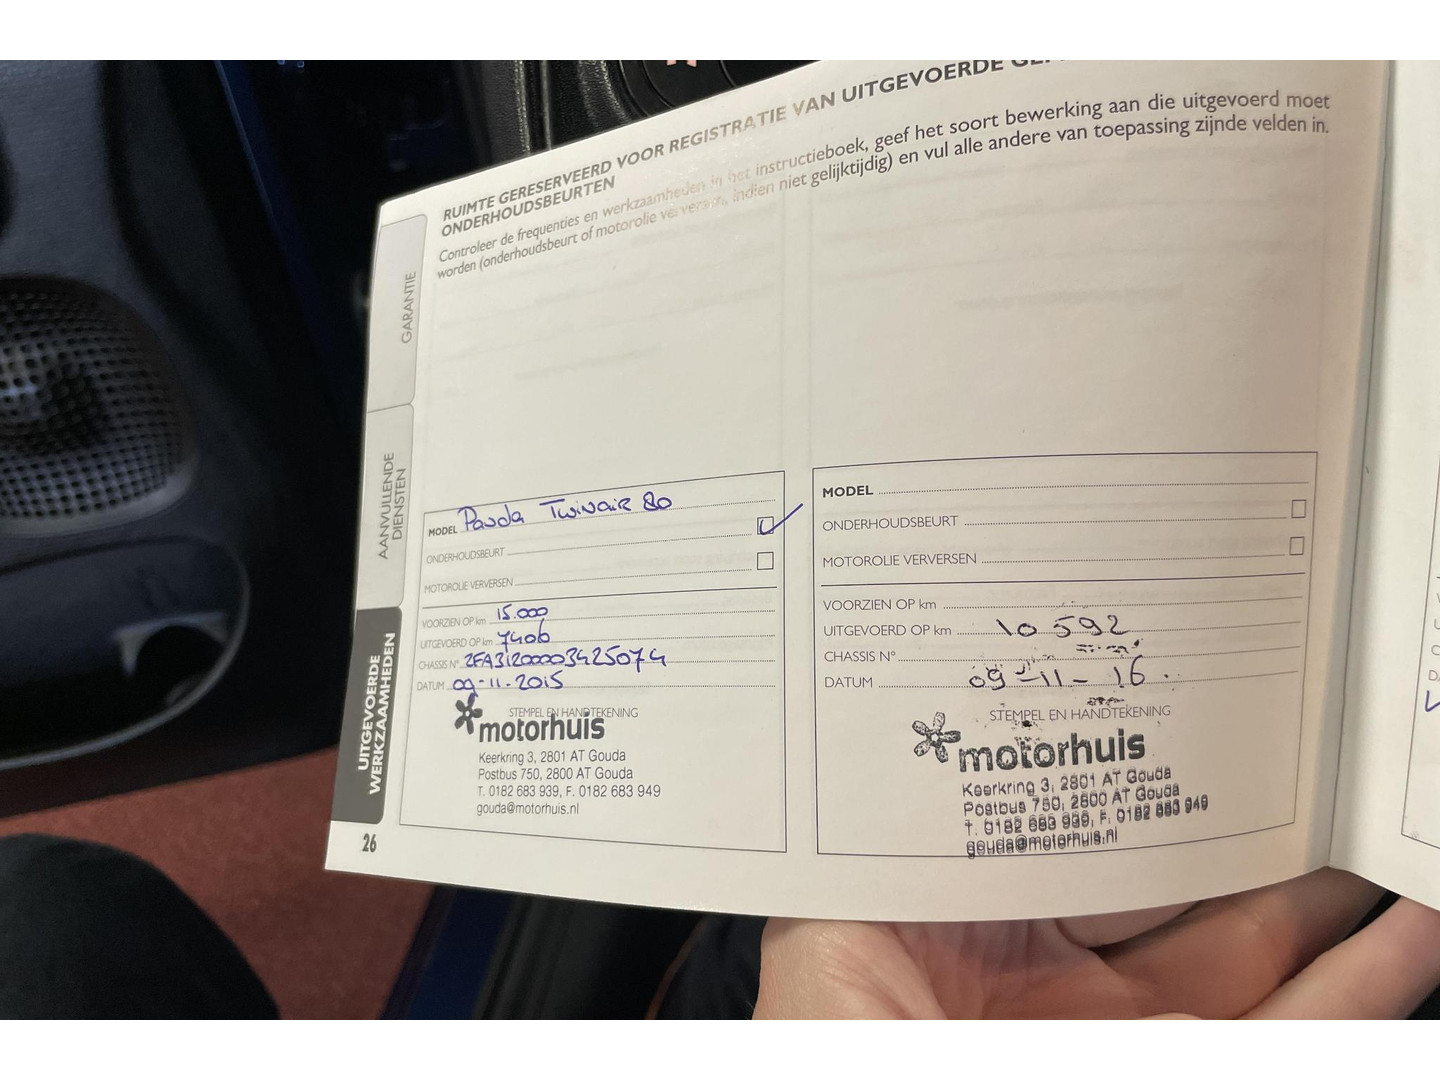 RUIMTE GERESERVEERD VOOR REGISTRATIE VAN UITGEVOERDE
ONDERHOUDSBEURTEN
Controleer de frequenties en werkzaamheden in het instructieboek, geef het soort bewerking aan die uitgevoerd moet
worden (onderhoudsbeurt of motorolie verversen, indien niet gelijktijdig) en vul alle andere van toepassing zijnde velden in.
GARANTIE
AANVULLENDE
DIENSTEN
UITGEVOERDE
WERKZAAMHEDEN
26
MODEL Panda Twinair 80
ONDERHOUDSBEURT
MOTOROLIE VERVERSEN
VOORZIEN OP km 15.000
UITGEVOERD OP km 7406
CHASSIS N° ZFA31200003425074
DATUM 09-11-2015
STEMPEL EN HANDTEKENING
motorhuis
Keerkring 3, 2801 AT Gouda
Postbus 750, 2800 AT Gouda
T. 0182 683 939, F. 0182 683 949
gouda@motorhuis.nl
MODEL
ONDERHOUDSBEURT
MOTOROLIE VERVERSEN
VOORZIEN OP km
UITGEVOERD OP km 10 592
CHASSIS N°
DATUM 09-11-16
STEMPEL EN HANDTEKENING
motorhuis
Keerkring 3, 2801 AT Gouda
Postbus 750, 2800 AT Gouda
T. 0182 683 939, F. 0182 683 949
gouda@motorhuis.nl